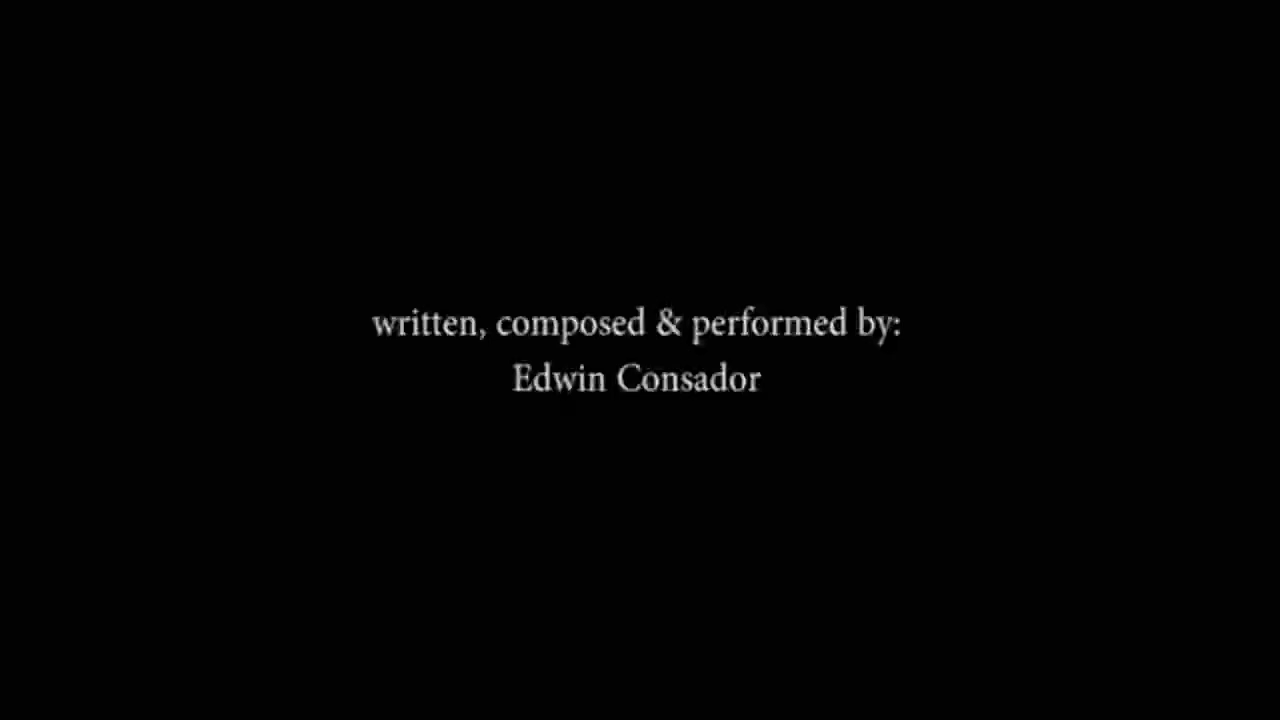 written, composed & performed by:
Edwin Consador